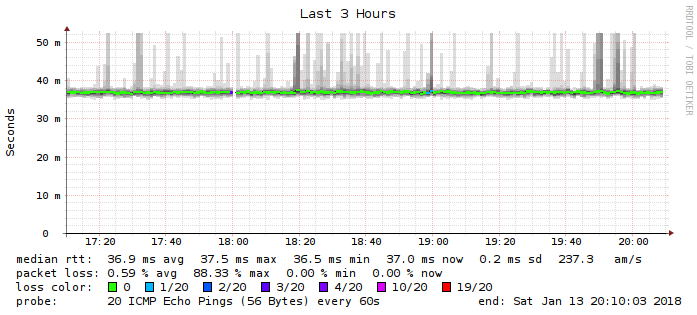 Last 3 Hours
RRDTOOL / TOBI OETIKER
Seconds
50 m
40 m
30 m
20 m
10 m
0
17:20 17:40 18:00 18:20 18:40 19:00 19:20 19:40 20:00
median rtt: 36.9 ms avg 37.5 ms max 36.5 ms min 37.0 ms now 0.2 ms sd 237.3 am/s
packet loss: 0.59 % avg 88.33 % max 0.00 % min 0.00 % now
loss color: 0 1/20 2/20 3/20 4/20 10/20 19/20
probe: 20 ICMP Echo Pings (56 Bytes) every 60s end: Sat Jan 13 20:10:03 2018